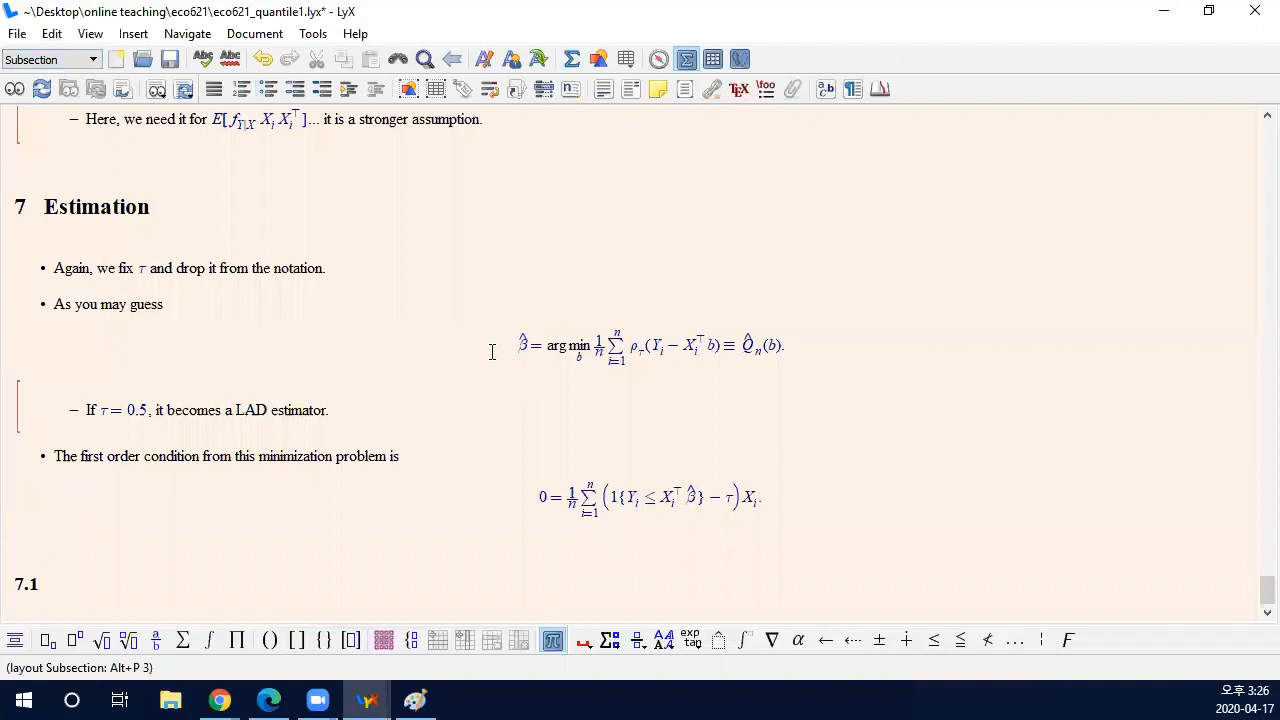 ~\Desktop\online teaching\eco621\eco621_quantile1.lyx* - LyX
File Edit View Insert Navigate Document Tools Help
Subsection
– Here, we need it for E[ f_{Y|X} X_i X_i^⊤ ]... it is a stronger assumption.
7 Estimation
• Again, we fix τ and drop it from the notation.
• As you may guess
β̂ = arg min_b 1/n ∑_{i=1}^n ρ_τ(Y_i − X_i^⊤ b) ≡ Q̂_n(b).
– If τ = 0.5, it becomes a LAD estimator.
• The first order condition from this minimization problem is
0 = 1/n ∑_{i=1}^n (1{Y_i ≤ X_i^⊤ β̂} − τ) X_i.
7.1
(layout Subsection: Alt+P 3)
오후 3:26
2020-04-17